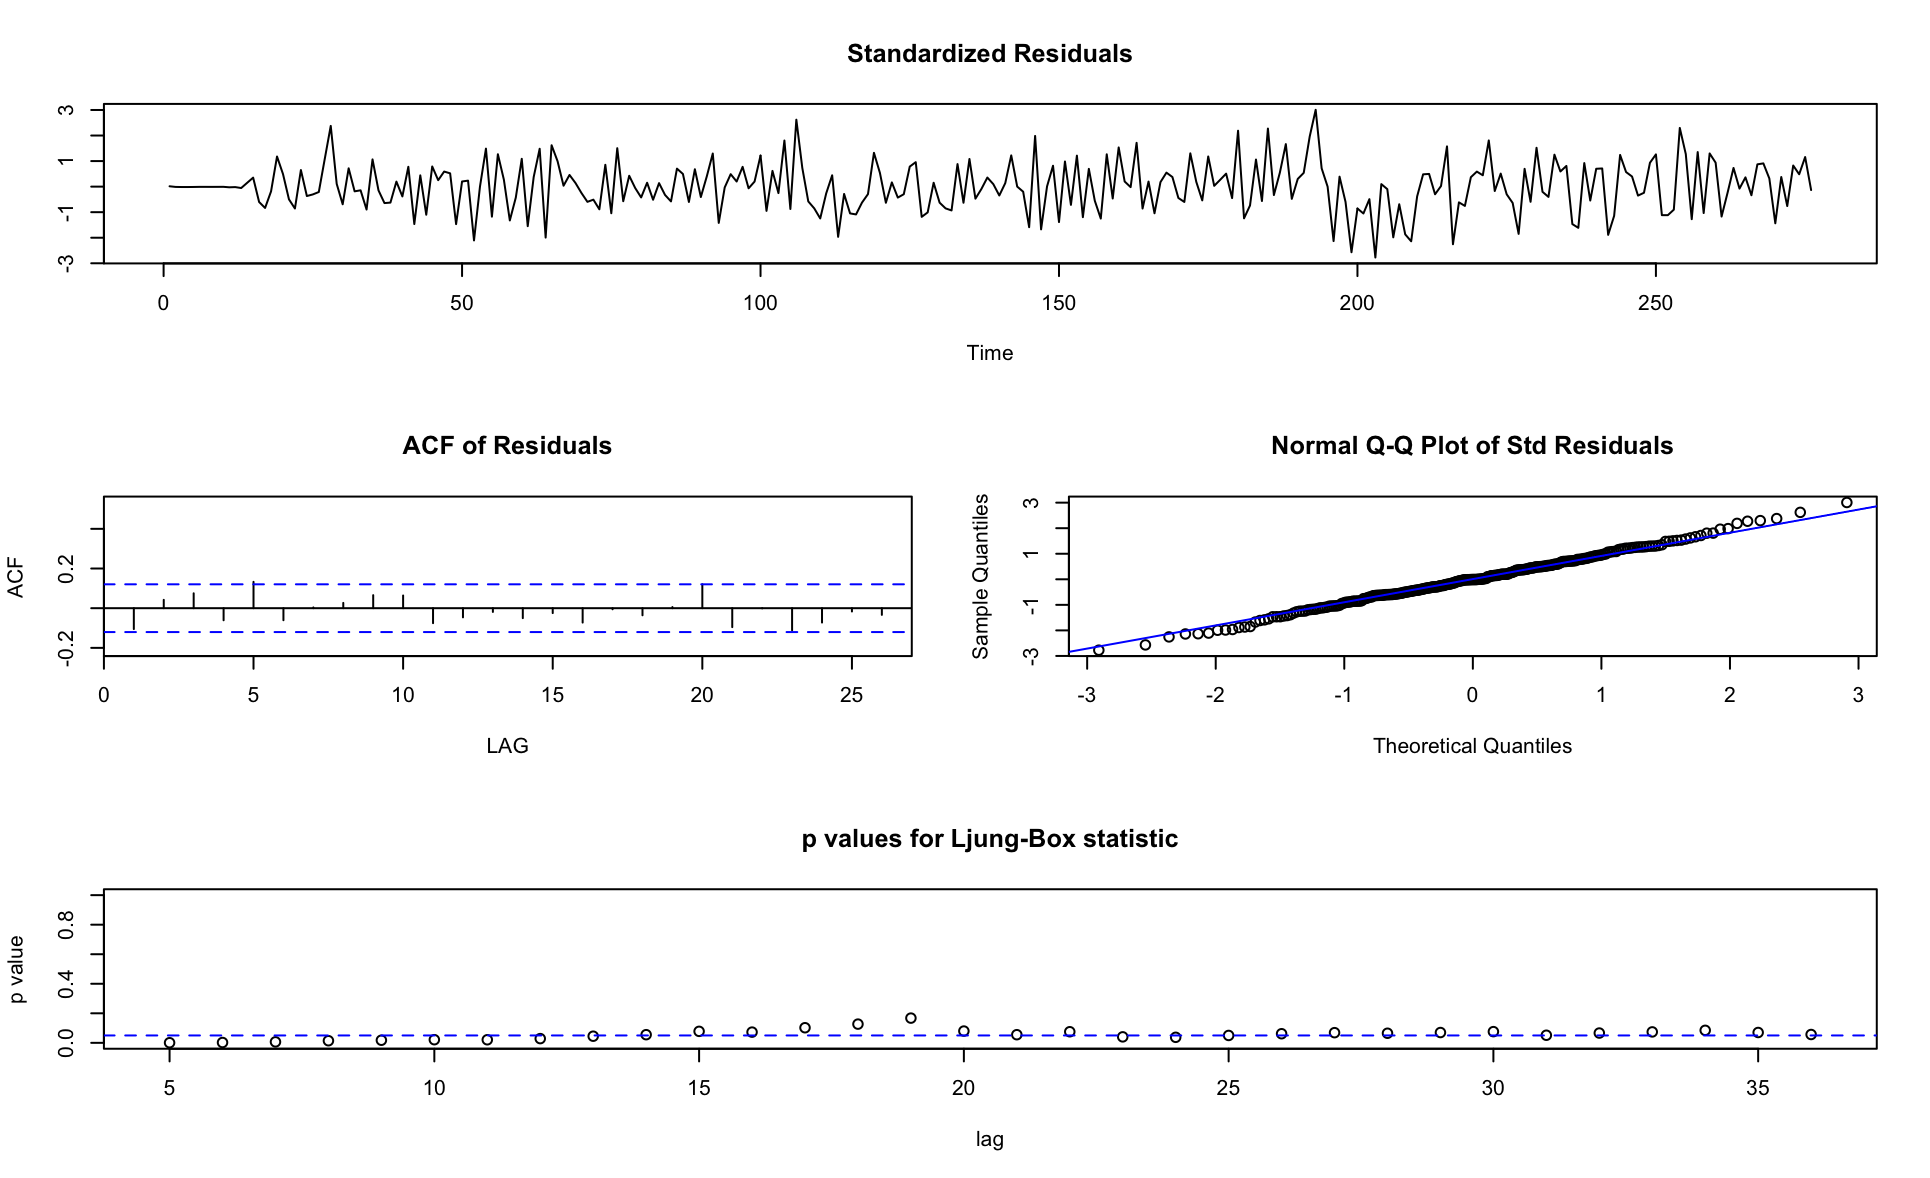 Standardized Residuals
3
1
-1
-3
0 50 100 150 200 250
Time
ACF of Residuals
ACF
0.2
-0.2
0 5 10 15 20 25
LAG
Normal Q-Q Plot of Std Residuals
Sample Quantiles
3
1
-1
-3
-3 -2 -1 0 1 2 3
Theoretical Quantiles
p values for Ljung-Box statistic
p value
0.8
0.4
0.0
5 10 15 20 25 30 35
lag